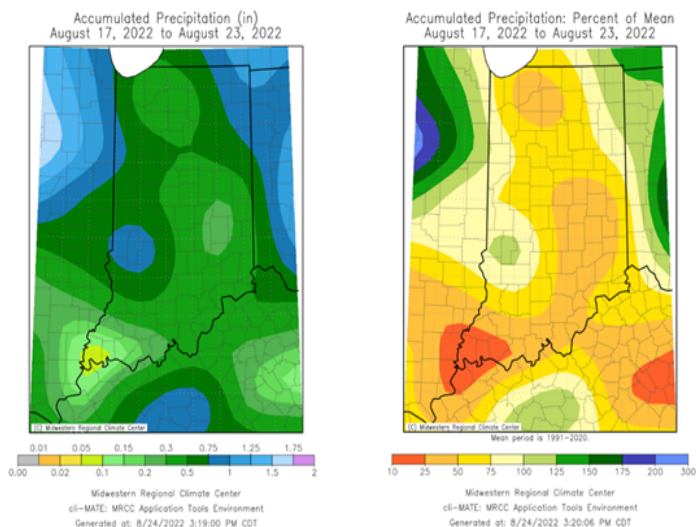 Accumulated Precipitation (in)
August 17, 2022 to August 23, 2022
(C) Midwestern Regional Climate Center
0.01 0.05 0.15 0.3 0.75 1.25 1.75
0.00 0.02 0.1 0.2 0.5 1 1.5 2
Midwestern Regional Climate Center
cli-MATE: MRCC Application Tools Environment
Generated at: 8/24/2022 3:19:00 PM CDT
Accumulated Precipitation: Percent of Mean
August 17, 2022 to August 23, 2022
(C) Midwestern Regional Climate Center
Mean period is 1991-2020.
10 25 50 75 100 125 150 175 200 300
Midwestern Regional Climate Center
cli-MATE: MRCC Application Tools Environment
Generated at: 8/24/2022 3:20:06 PM CDT